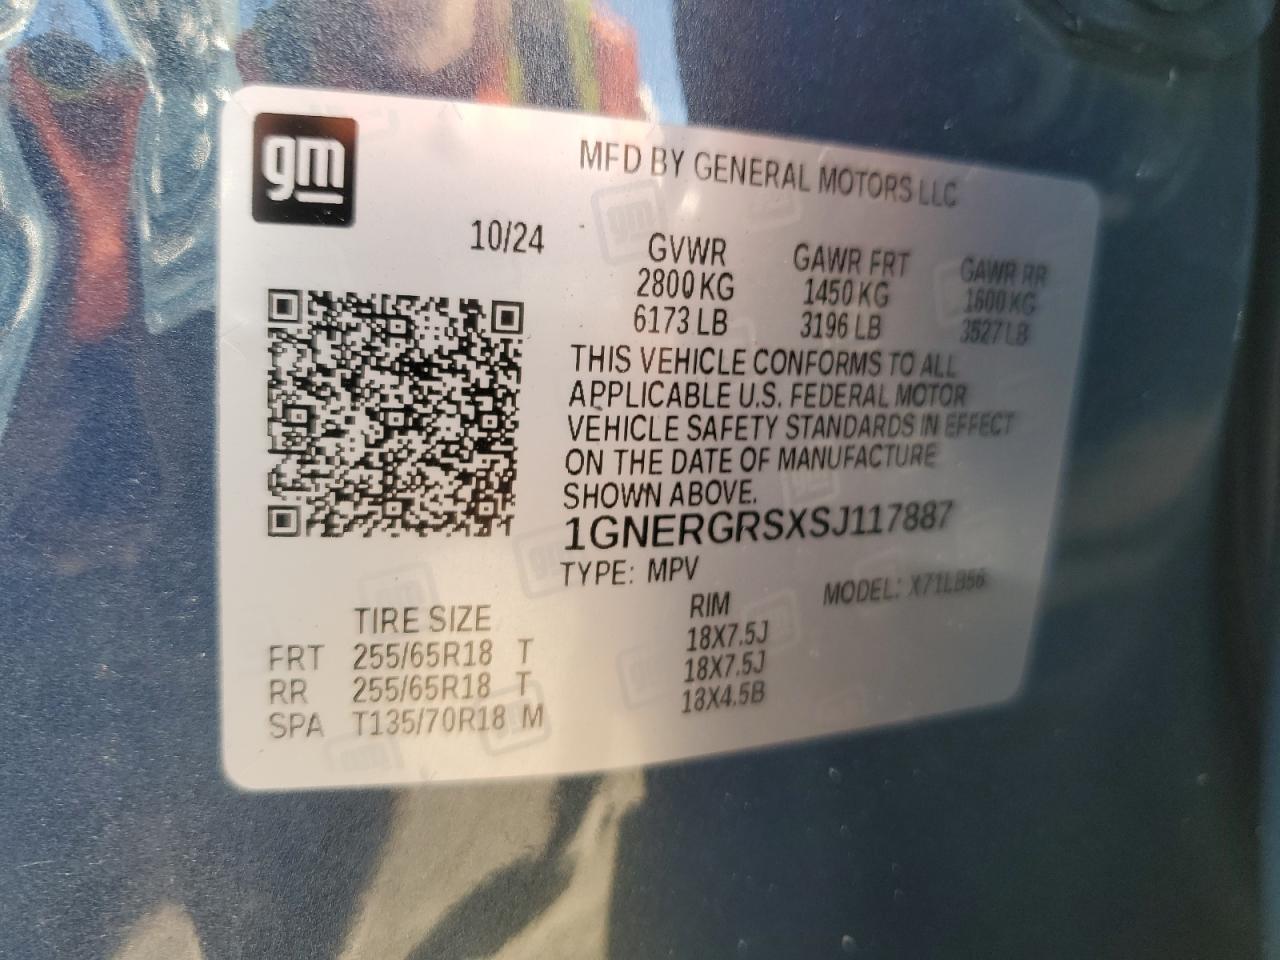 gm
MFD BY GENERAL MOTORS LLC
10/24
GVWR GAWR FRT GAWR RR
2800 KG 1450 KG 1600 KG
6173 LB 3196 LB 3527 LB
THIS VEHICLE CONFORMS TO ALL
APPLICABLE U.S. FEDERAL MOTOR
VEHICLE SAFETY STANDARDS IN EFFECT
ON THE DATE OF MANUFACTURE
SHOWN ABOVE.
1GNERGRSXSJ117887
TYPE: MPV MODEL: X71LB56
TIRE SIZE RIM
FRT 255/65R18 T 18X7.5J
RR 255/65R18 T 18X7.5J
SPA T135/70R18 M 18X4.5B